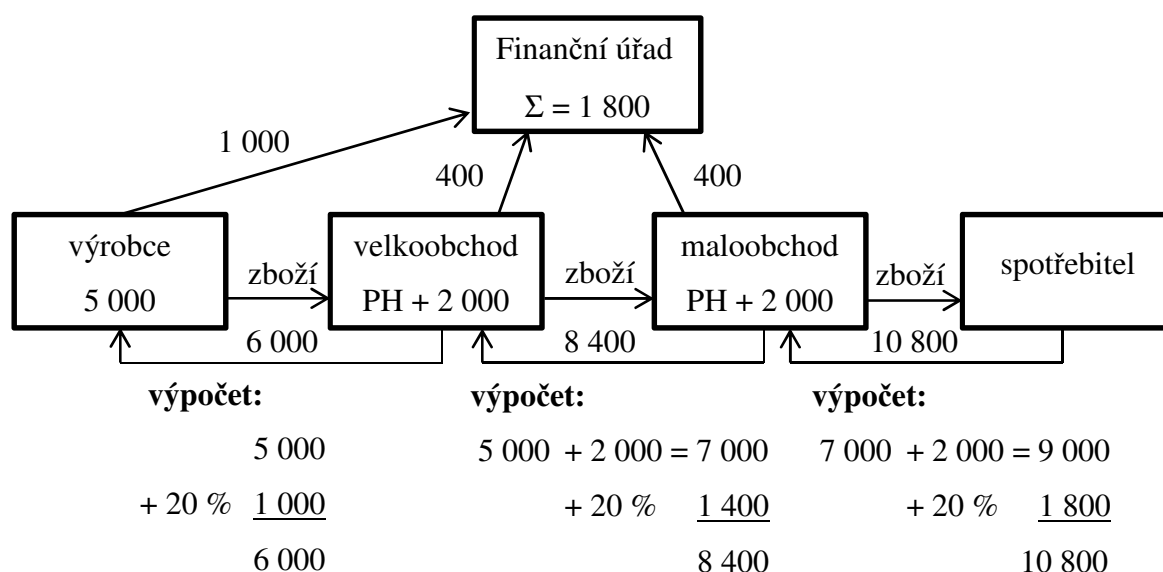 Finanční úřad
Σ = 1 800
1 000
400
400
výrobce
5 000
zboží
velkoobchod
PH + 2 000
zboží
maloobchod
PH + 2 000
zboží
spotřebitel
6 000
8 400
10 800
výpočet:
výpočet:
výpočet:
5 000
5 000 + 2 000 = 7 000
7 000 + 2 000 = 9 000
+ 20 % 1 000
+ 20 % 1 400
+ 20 % 1 800
6 000
8 400
10 800